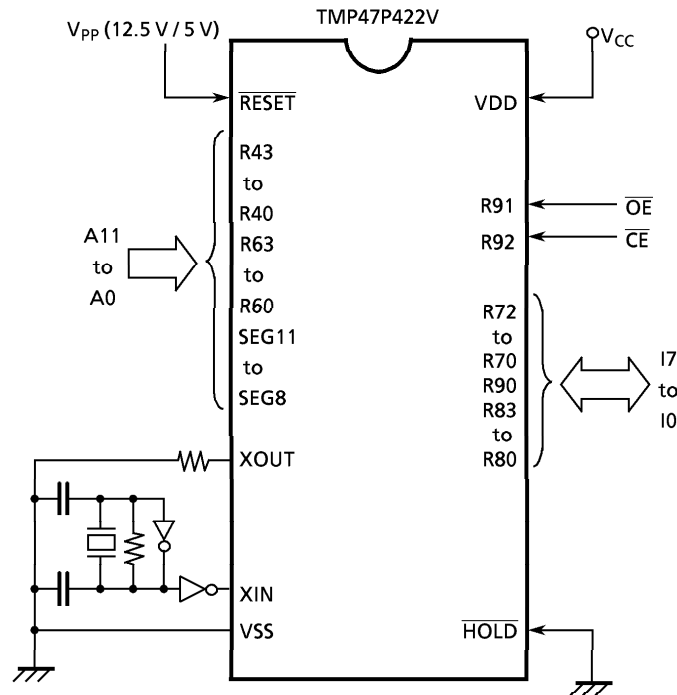 TMP47P422V
VPP (12.5 V / 5 V)
VCC
RESET
VDD
R43
to
R40
R63
to
R60
SEG11
to
SEG8
A11
to
A0
R91
OE
R92
CE
R72
to
R70
R90
R83
to
R80
I7
to
I0
XOUT
XIN
VSS
HOLD